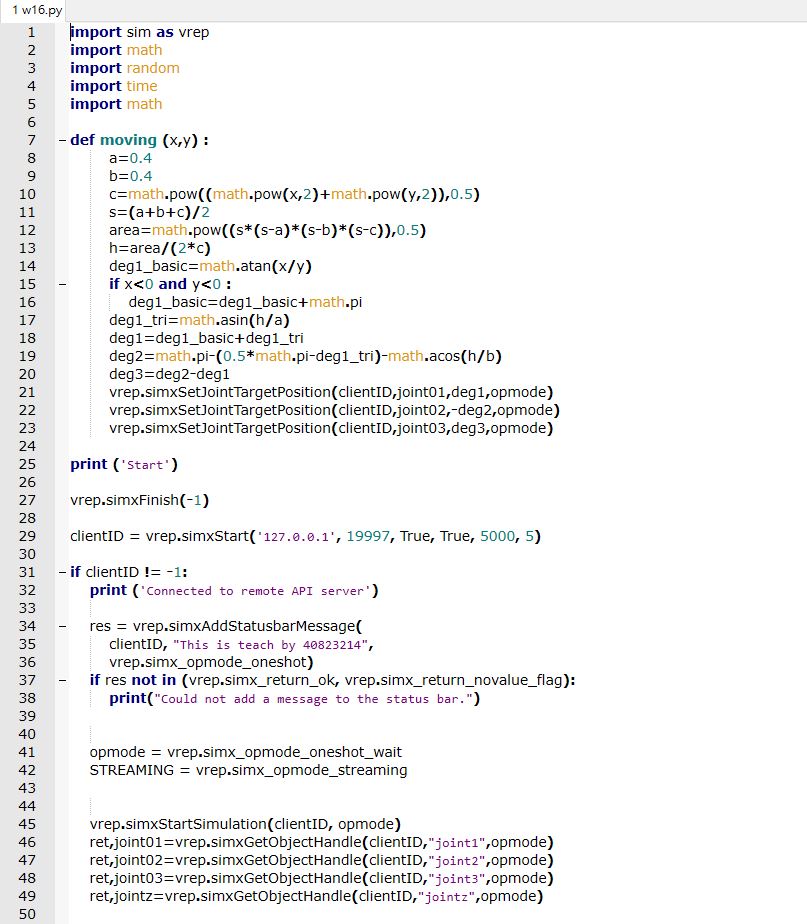 1 w16.py
1 import sim as vrep
2 import math
3 import random
4 import time
5 import math
6
7 def moving (x,y) :
8 a=0.4
9 b=0.4
10 c=math.pow((math.pow(x,2)+math.pow(y,2)),0.5)
11 s=(a+b+c)/2
12 area=math.pow((s*(s-a)*(s-b)*(s-c)),0.5)
13 h=area/(2*c)
14 deg1_basic=math.atan(x/y)
15 if x<0 and y<0 :
16 deg1_basic=deg1_basic+math.pi
17 deg1_tri=math.asin(h/a)
18 deg1=deg1_basic+deg1_tri
19 deg2=math.pi-(0.5*math.pi-deg1_tri)-math.acos(h/b)
20 deg3=deg2-deg1
21 vrep.simxSetJointTargetPosition(clientID,joint01,deg1,opmode)
22 vrep.simxSetJointTargetPosition(clientID,joint02,-deg2,opmode)
23 vrep.simxSetJointTargetPosition(clientID,joint03,deg3,opmode)
24
25 print ('Start')
26
27 vrep.simxFinish(-1)
28
29 clientID = vrep.simxStart('127.0.0.1', 19997, True, True, 5000, 5)
30
31 if clientID != -1:
32 print ('Connected to remote API server')
33
34 res = vrep.simxAddStatusbarMessage(
35 clientID, "This is teach by 40823214",
36 vrep.simx_opmode_oneshot)
37 if res not in (vrep.simx_return_ok, vrep.simx_return_novalue_flag):
38 print("Could not add a message to the status bar.")
39
40
41 opmode = vrep.simx_opmode_oneshot_wait
42 STREAMING = vrep.simx_opmode_streaming
43
44
45 vrep.simxStartSimulation(clientID, opmode)
46 ret,joint01=vrep.simxGetObjectHandle(clientID,"joint1",opmode)
47 ret,joint02=vrep.simxGetObjectHandle(clientID,"joint2",opmode)
48 ret,joint03=vrep.simxGetObjectHandle(clientID,"joint3",opmode)
49 ret,jointz=vrep.simxGetObjectHandle(clientID,"jointz",opmode)
50